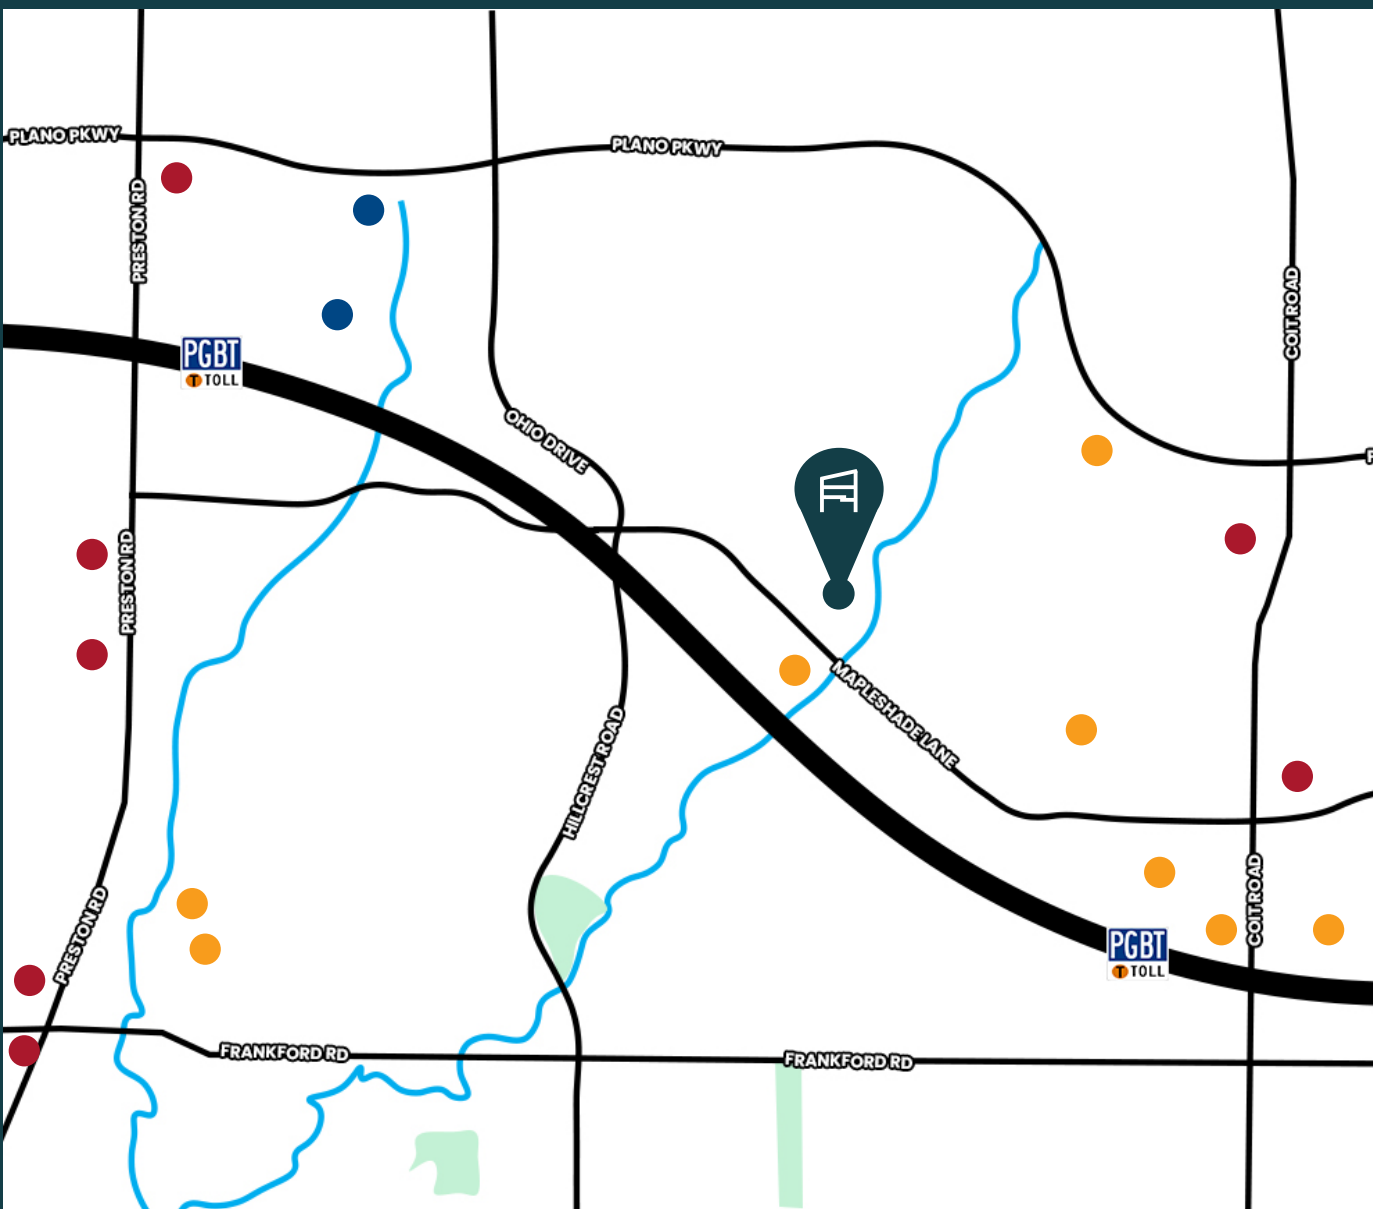 PLANO PKWY
PLANO PKWY
PRESTON RD
COIT ROAD
PGBT
T TOLL
OHIO DRIVE
PRESTON RD
MAPLESHADE LANE
HILLCREST ROAD
COIT ROAD
PRESTON RD
PGBT
T TOLL
FRANKFORD RD
FRANKFORD RD